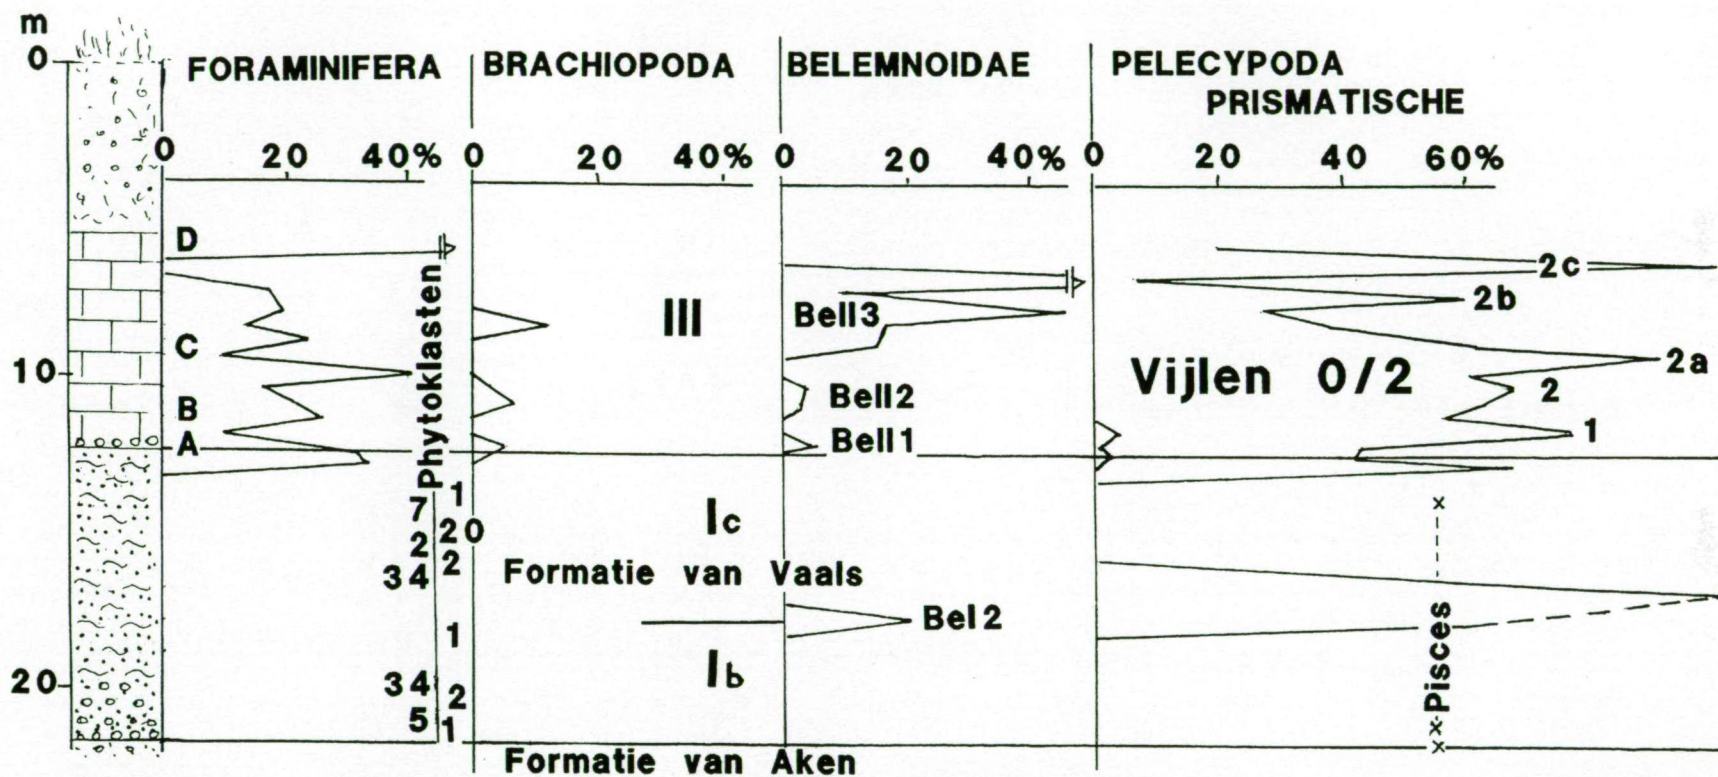 m
0
FORAMINIFERA BRACHIOPODA BELEMNOIDAE PELECYPODA
PRISMATISCHE
0 20 40% 0 20 40% 0 20 40% 0 20 40 60%
D
2c
2b
III
Bell3
C
2a
10
Vijlen 0/2
Phytoklasten
2
B
Bell2
1
A
Bell1
1
7
Ic
20
2
34 2
Formatie van Vaals
Bel2
1
Ib
34 2
20
Pisces
5 1
Formatie van Aken